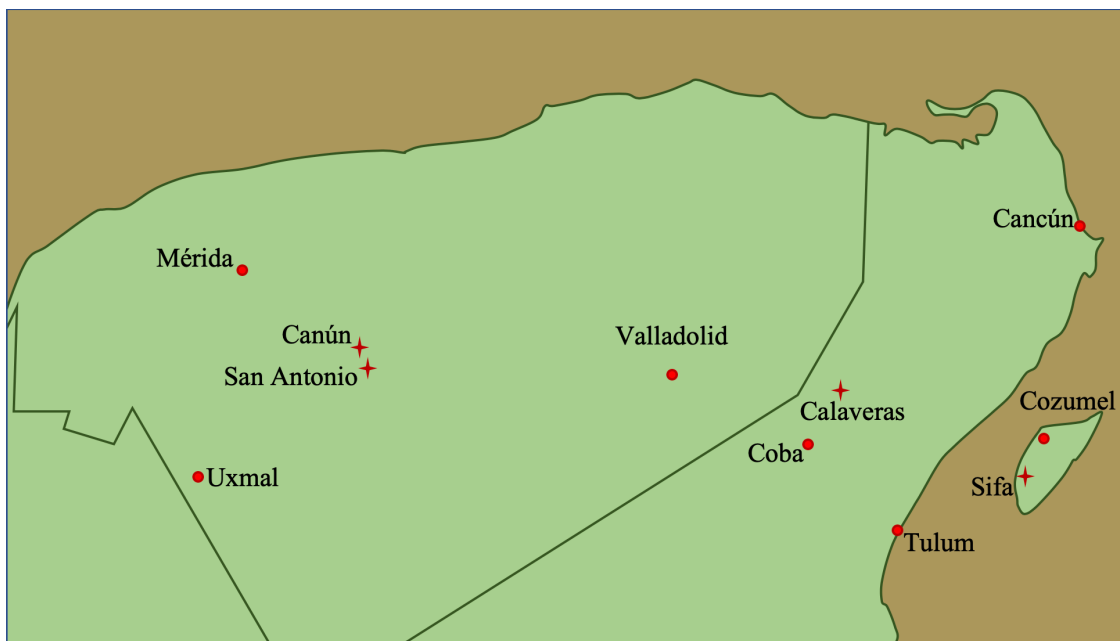 Cancún
Mérida
Canún
Valladolid
San Antonio
Cozumel
Calaveras
Coba
Uxmal
Sifa
Tulum